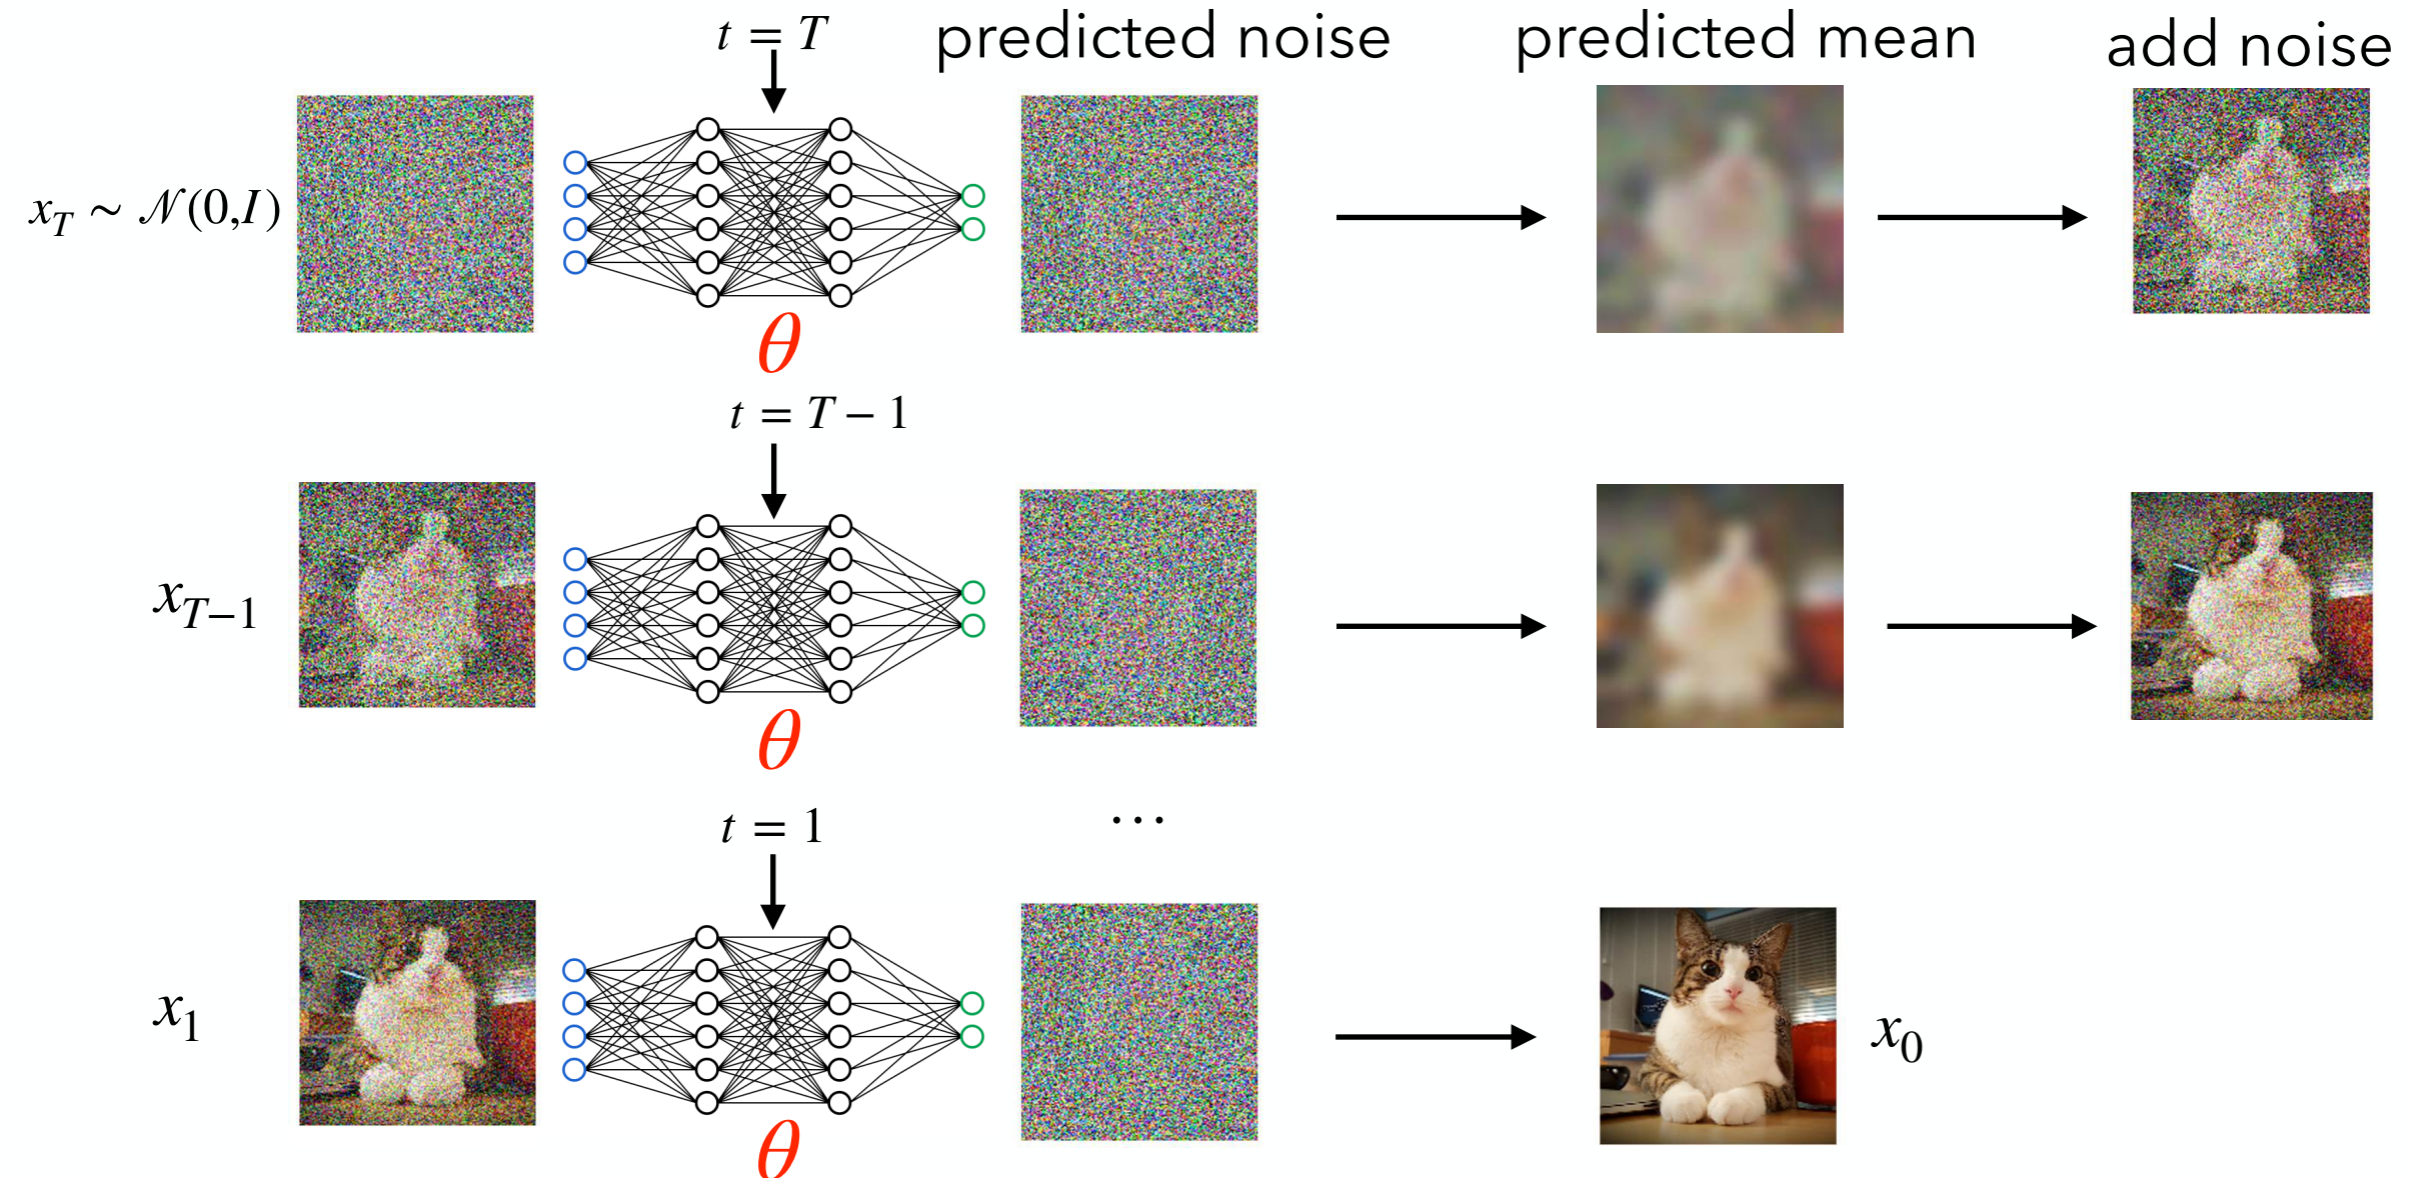 t = T
predicted noise
predicted mean
add noise
x_T ∼ 𝒩(0,I)
θ
t = T − 1
x_{T−1}
θ
…
t = 1
x_1
x_0
θ